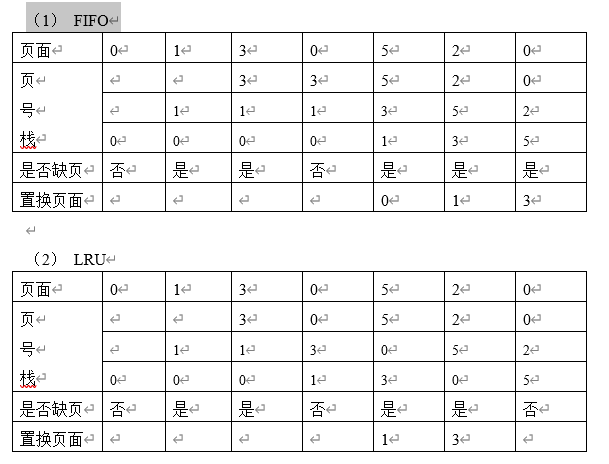 （1） FIFO↵
页面↵ 0↵ 1↵ 3↵ 0↵ 5↵ 2↵ 0↵
页↵ ↵ ↵ 3↵ 3↵ 5↵ 2↵ 0↵
号↵ ↵ 1↵ 1↵ 1↵ 3↵ 5↵ 2↵
栈↵ 0↵ 0↵ 0↵ 0↵ 1↵ 3↵ 5↵
是否缺页↵ 否↵ 是↵ 是↵ 否↵ 是↵ 是↵ 是↵
置换页面↵ ↵ ↵ ↵ ↵ 0↵ 1↵ 3↵
↵
（2） LRU↵
页面↵ 0↵ 1↵ 3↵ 0↵ 5↵ 2↵ 0↵
页↵ ↵ ↵ 3↵ 0↵ 5↵ 2↵ 0↵
号↵ ↵ 1↵ 1↵ 3↵ 0↵ 5↵ 2↵
栈↵ 0↵ 0↵ 0↵ 1↵ 3↵ 0↵ 5↵
是否缺页↵ 否↵ 是↵ 是↵ 否↵ 是↵ 是↵ 否↵
置换页面↵ ↵ ↵ ↵ ↵ 1↵ 3↵ ↵